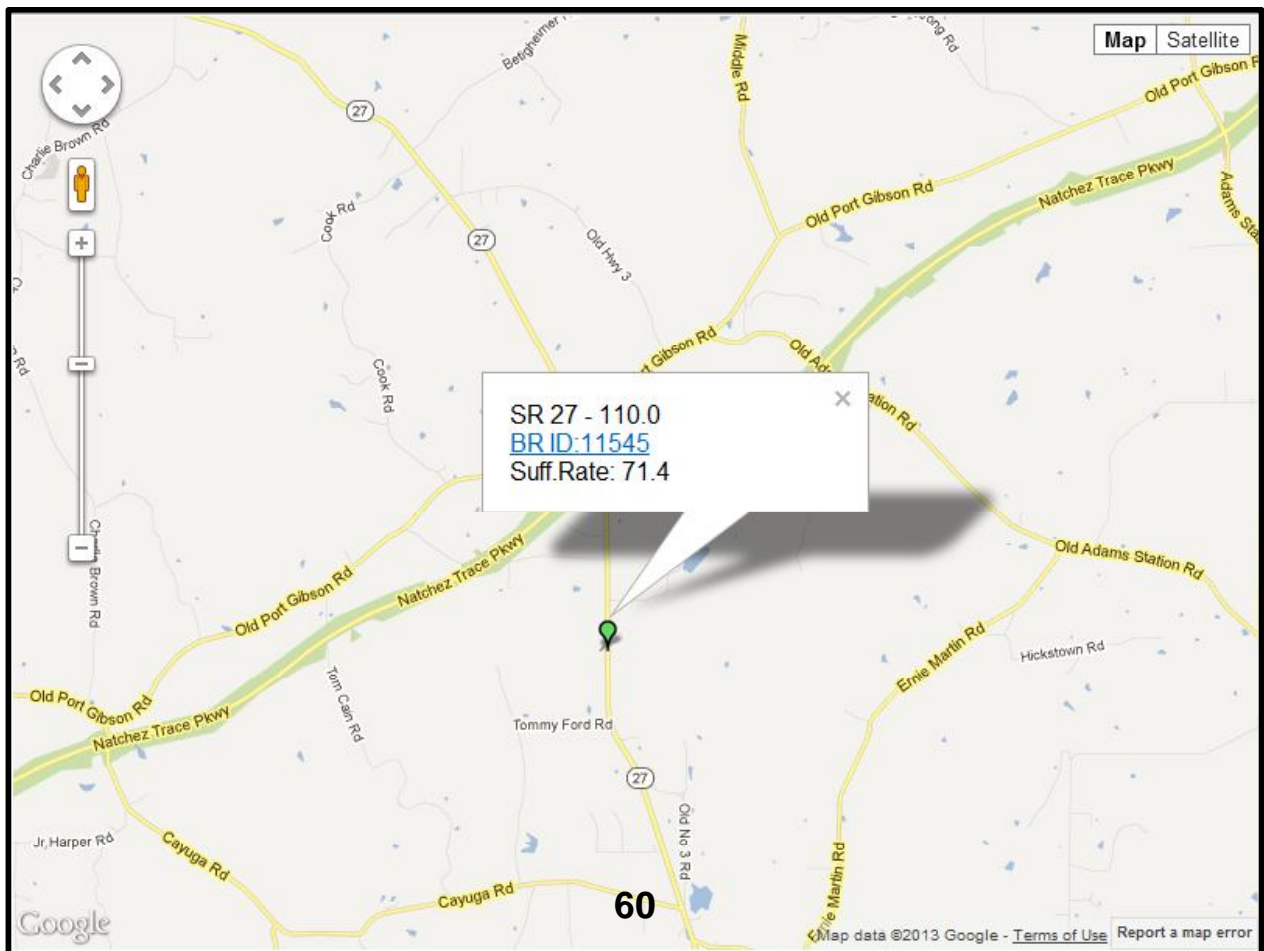 Betigheimer
Map Satellite
Middle Rd
ong Rd
Old Port Gibson
27
Charlie Brown Rd
Natchez Trace Pkwy
Adams Sta
Old Port Gibson Rd
Cook Rd
27
Old Hwy 3
Rd
Gibson Rd
Cook Rd
SR 27 - 110.0
BR ID:11545
Suff.Rate: 71.4
ation Rd
Charlie Brown Rd
Old Adams Station Rd
Natchez Trace Pkwy
Old Port Gibson Rd
Ernie Martin Rd
Hickstown Rd
Tom Cain Rd
Old Port Gibson Rd
Natchez Trace Pkwy
Tommy Ford Rd
27
Old No 3 Rd
Jr Harper Rd
Cayuga Rd
Ernie Martin Rd
Cayuga Rd
60
Google
Map data ©2013 Google - Terms of Use Report a map error